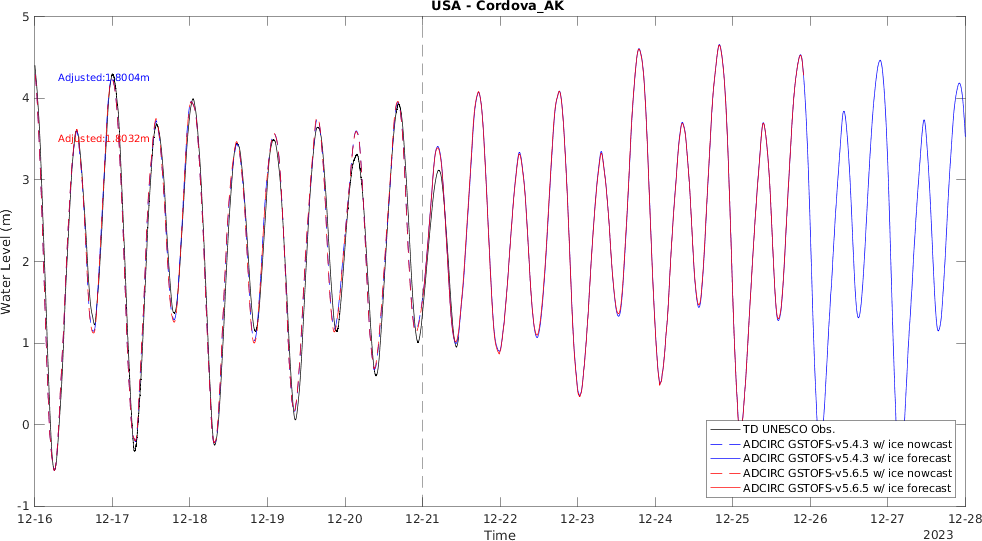 USA - Cordova_AK
5
4
3
2
1
0
-1
Water Level (m)
Adjusted:1.8004m
Adjusted:1.8032m
TD UNESCO Obs.
ADCIRC GSTOFS-v5.4.3 w/ ice nowcast
ADCIRC GSTOFS-v5.4.3 w/ ice forecast
ADCIRC GSTOFS-v5.6.5 w/ ice nowcast
ADCIRC GSTOFS-v5.6.5 w/ ice forecast
12-16 12-17 12-18 12-19 12-20 12-21 12-22 12-23 12-24 12-25 12-26 12-27 12-28
Time
2023